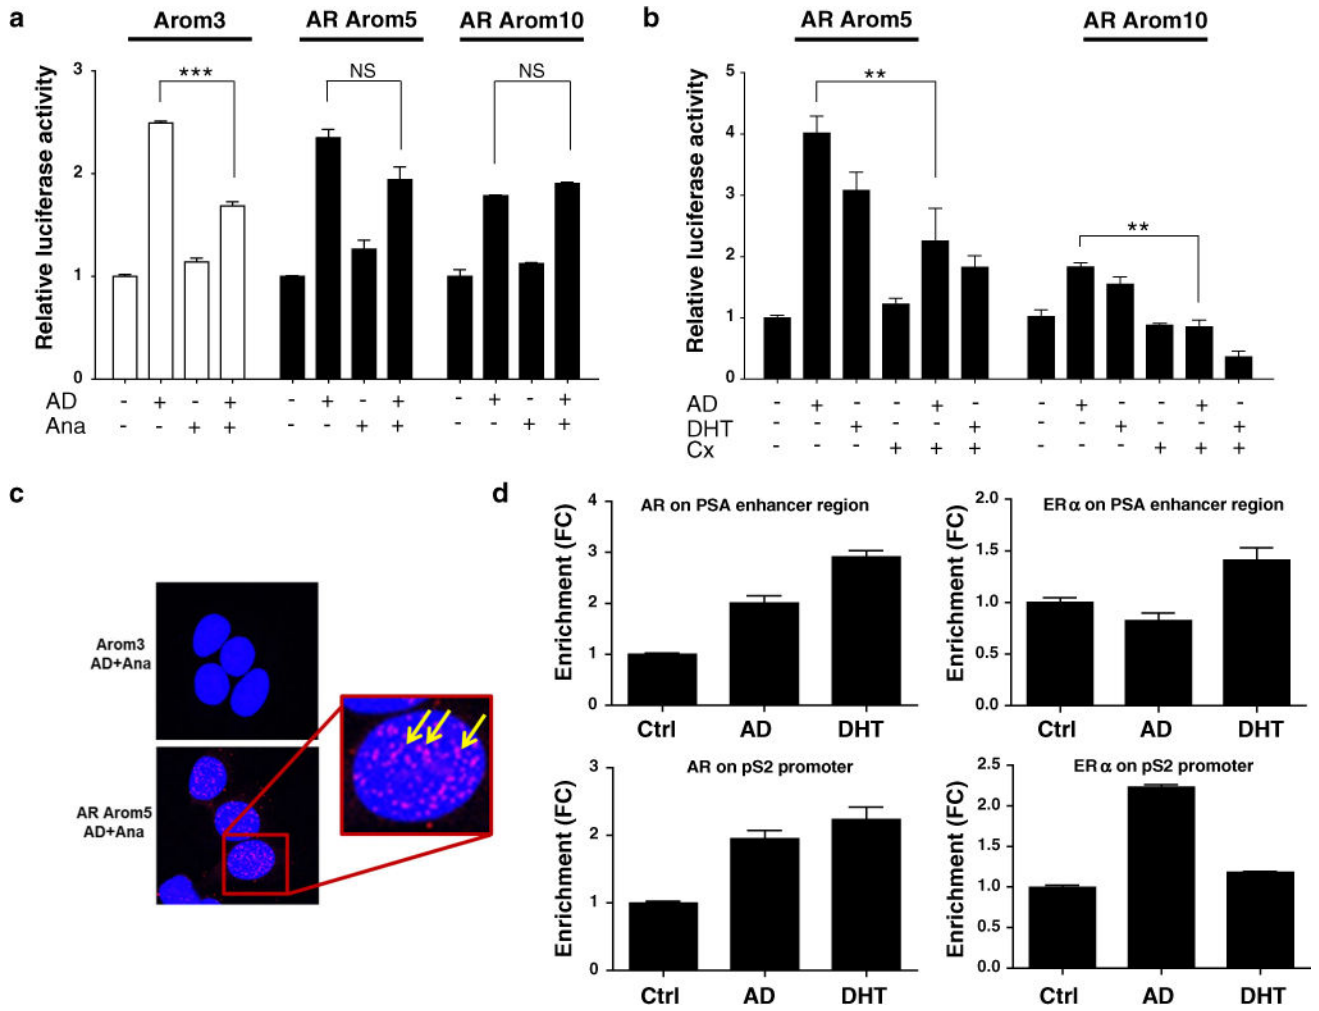 a
Arom3
AR Arom5
AR Arom10
Relative luciferase activity
3
2
1
0
***
NS
NS
AD - + - + - + - + - + - +
Ana - - + + - - + + - - + +
b
AR Arom5
AR Arom10
Relative luciferase activity
5
4
3
2
1
0
**
**
AD - + - - + - - + - - + -
DHT - - + - - + - - + - - +
Cx - - - + + + - - - + + +
c
Arom3
AD+Ana
AR Arom5
AD+Ana
d
AR on PSA enhancer region
Enrichment (FC)
4
3
2
1
0
Ctrl AD DHT
ERα on PSA enhancer region
Enrichment (FC)
2.0
1.5
1.0
0.5
0.0
Ctrl AD DHT
AR on pS2 promoter
Enrichment (FC)
3
2
1
0
Ctrl AD DHT
ERα on pS2 promoter
Enrichment (FC)
2.5
2.0
1.0
0.5
0.0
Ctrl AD DHT